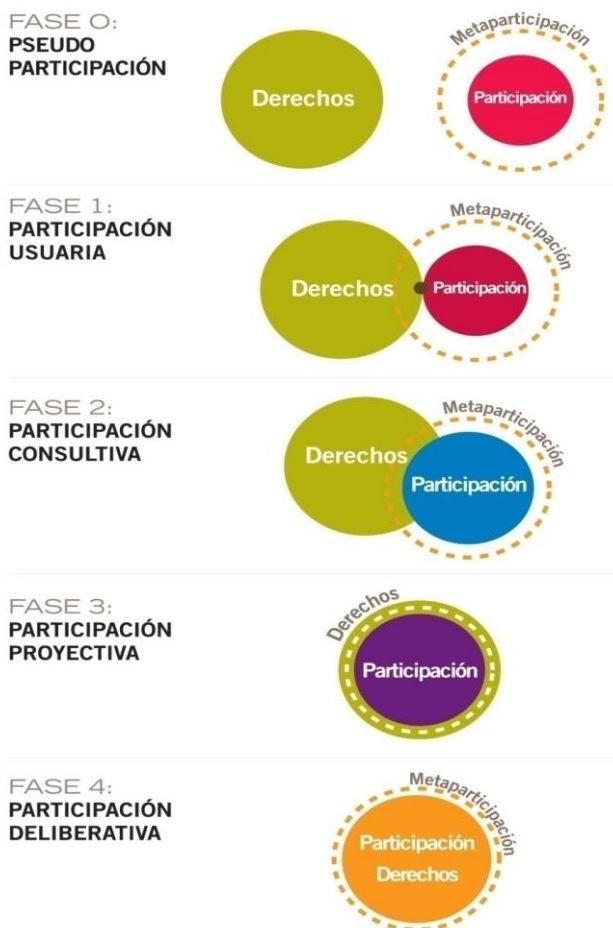 FASE 0:
PSEUDO
PARTICIPACIÓN
Derechos
Metaparticipación
Participación
FASE 1:
PARTICIPACIÓN
USUARIA
Derechos
Metaparticipación
Participación
FASE 2:
PARTICIPACIÓN
CONSULTIVA
Derechos
Metaparticipación
Participación
FASE 3:
PARTICIPACIÓN
PROYECTIVA
Derechos
Participación
FASE 4:
PARTICIPACIÓN
DELIBERATIVA
Metaparticipación
Participación
Derechos